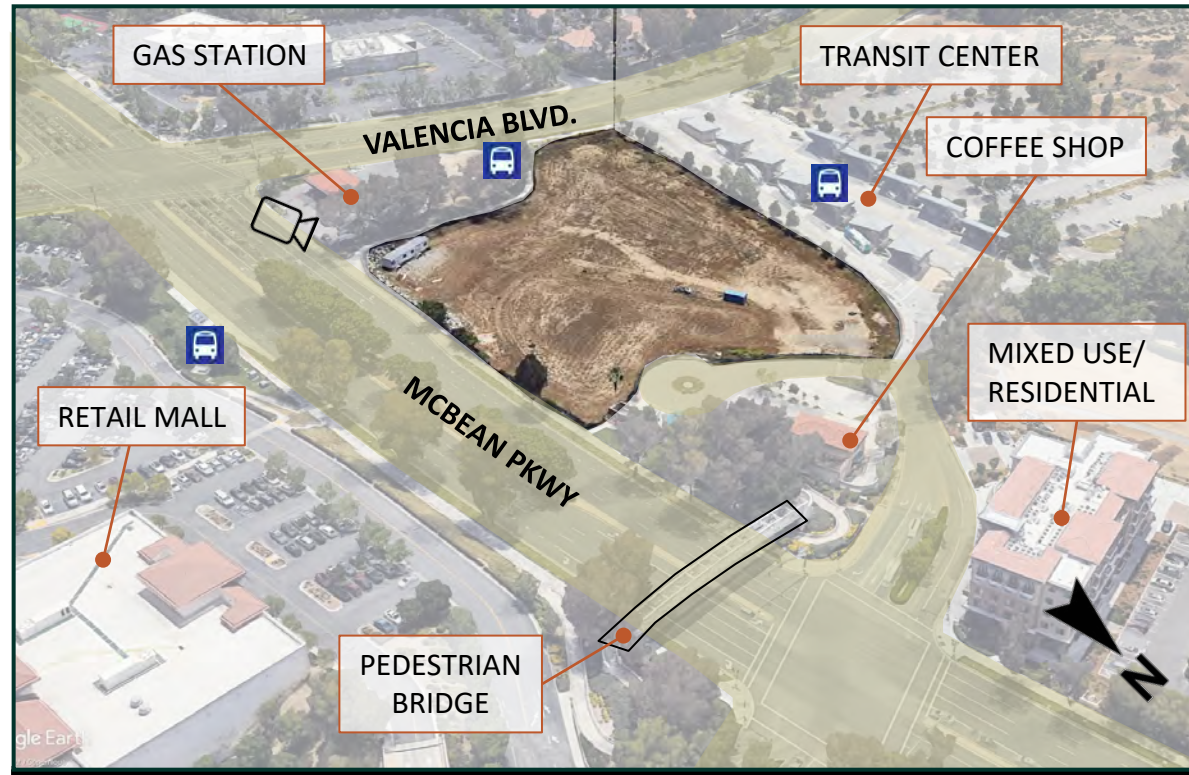 GAS STATION
TRANSIT CENTER
VALENCIA BLVD.
COFFEE SHOP
MIXED USE/
RESIDENTIAL
RETAIL MALL
MCBEAN PKWY
PEDESTRIAN
BRIDGE
N
gle Earth